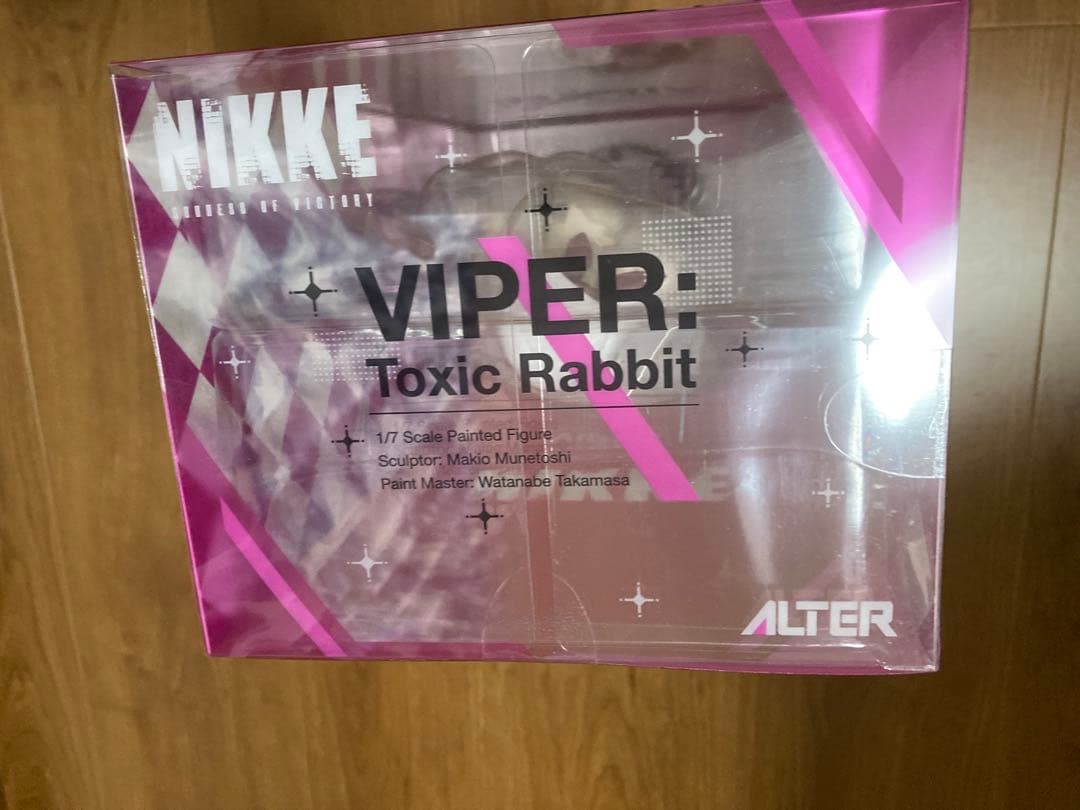 NIKKE
GODDESS OF VICTORY
VIPER:
Toxic Rabbit
1/7 Scale Painted Figure
Sculptor: Makio Munetoshi
Paint Master: Watanabe Takamasa
NIKKE
ALTER